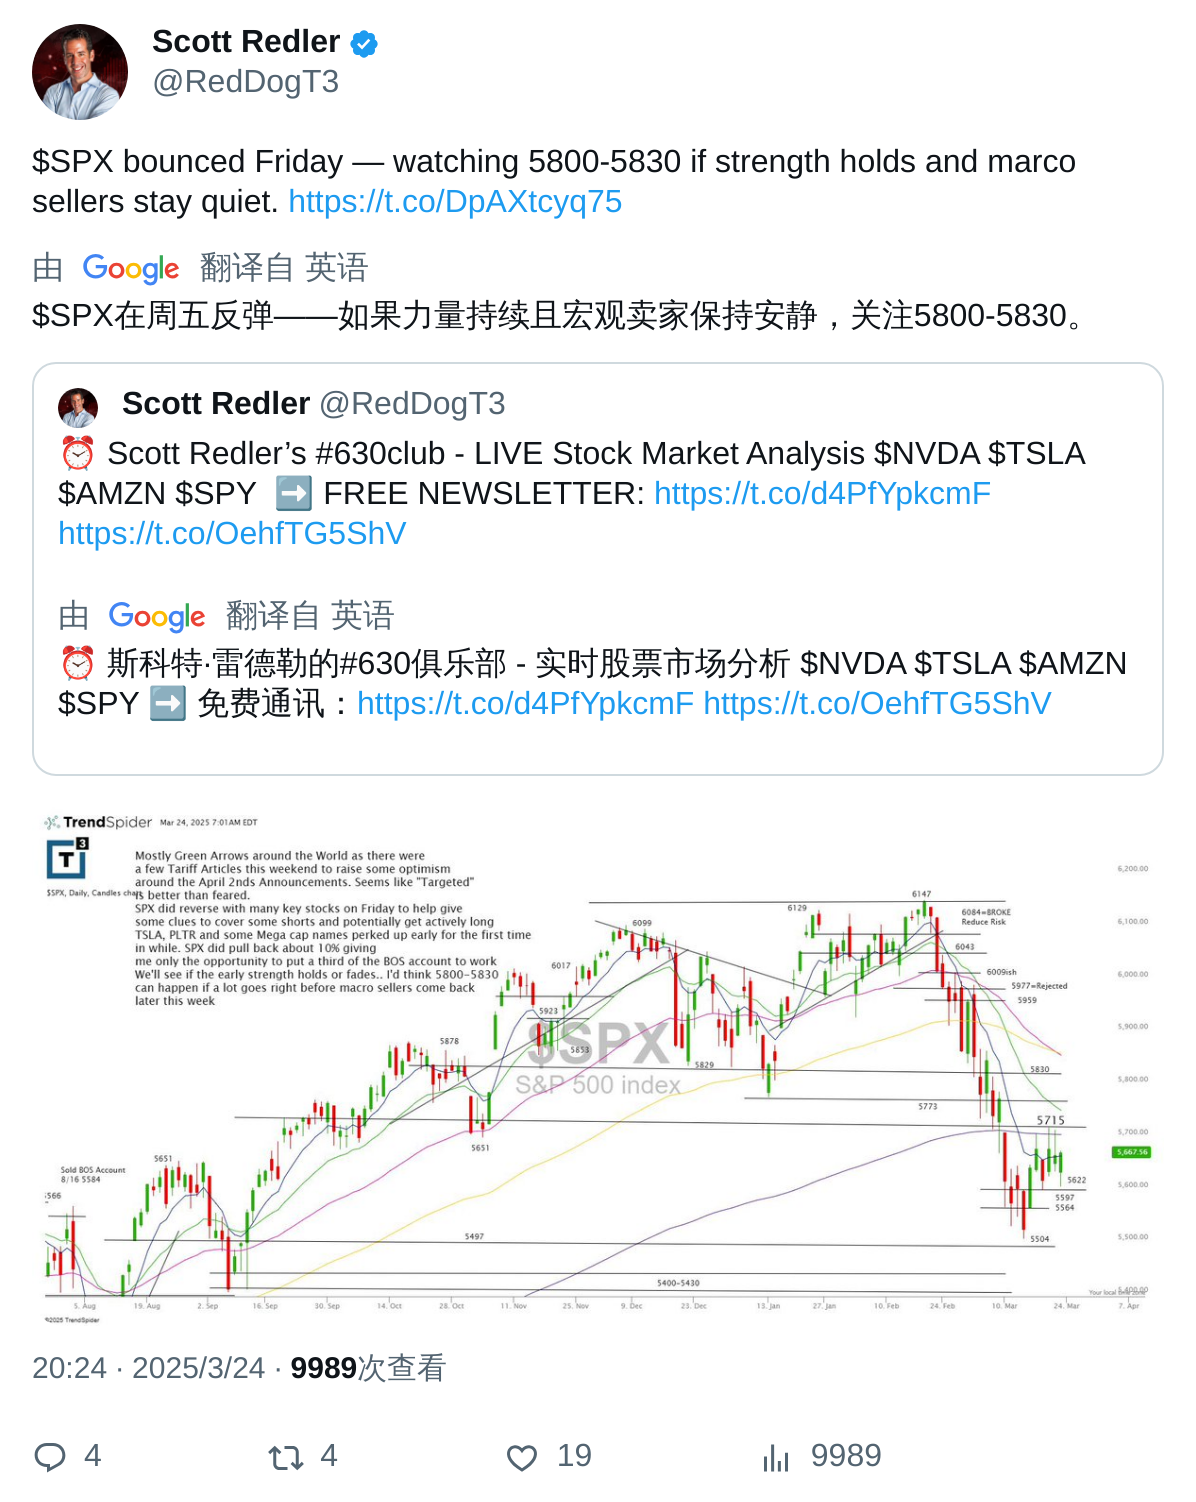 Scott Redler
@RedDogT3
$SPX bounced Friday — watching 5800-5830 if strength holds and marco
sellers stay quiet. https://t.co/DpAXtcyq75
由 Google 翻译自 英语
$SPX在周五反弹——如果力量持续且宏观卖家保持安静，关注5800-5830。
Scott Redler @RedDogT3
⏰ Scott Redler’s #630club - LIVE Stock Market Analysis $NVDA $TSLA
$AMZN $SPY ➡️ FREE NEWSLETTER: https://t.co/d4PfYpkcmF
https://t.co/OehfTG5ShV
由 Google 翻译自 英语
⏰ 斯科特·雷德勒的#630俱乐部 - 实时股票市场分析 $NVDA $TSLA $AMZN
$SPY ➡️ 免费通讯：https://t.co/d4PfYpkcmF https://t.co/OehfTG5ShV
TrendSpider Mar 24, 2025 7:01AM EDT
T3
$SPX, Daily, Candles chart
Mostly Green Arrows around the World as there were
a few Tariff Articles this weekend to raise some optimism
around the April 2nds Announcements. Seems like "Targeted"
is better than feared.
SPX did reverse with many key stocks on Friday to help give
some clues to cover some shorts and potentially get actively long
TSLA, PLTR and some Mega cap names perked up early for the first time
in while. SPX did pull back about 10% giving
me only the opportunity to put a third of the BOS account to work
We'll see if the early strength holds or fades.. I'd think 5800-5830
can happen if a lot goes right before macro sellers come back
later this week
6,200.00
6147
6129
6084=BROKE
Reduce Risk
6099
6,100.00
6043
6017
6009ish
6,000.00
5977=Rejected
5959
5923
5,900.00
$SPX
S&P 500 index
5878
5853
5829
5830
5,800.00
5773
5715
5,700.00
5651
5651
5,667.56
Sold BOS Account
8/16 5584
5622
5,600.00
5597
5564
5566
5497
5504
5,500.00
5400-5430
5,400.00
Your local time zone
5. Aug 19. Aug 2. Sep 16. Sep 30. Sep 14. Oct 28. Oct 11. Nov 25. Nov 9. Dec 23. Dec 13. Jan 27. Jan 10. Feb 24. Feb 10. Mar 24. Mar 7. Apr
©2025 TrendSpider
20:24 · 2025/3/24 · 9989次查看
4 4 19 9989